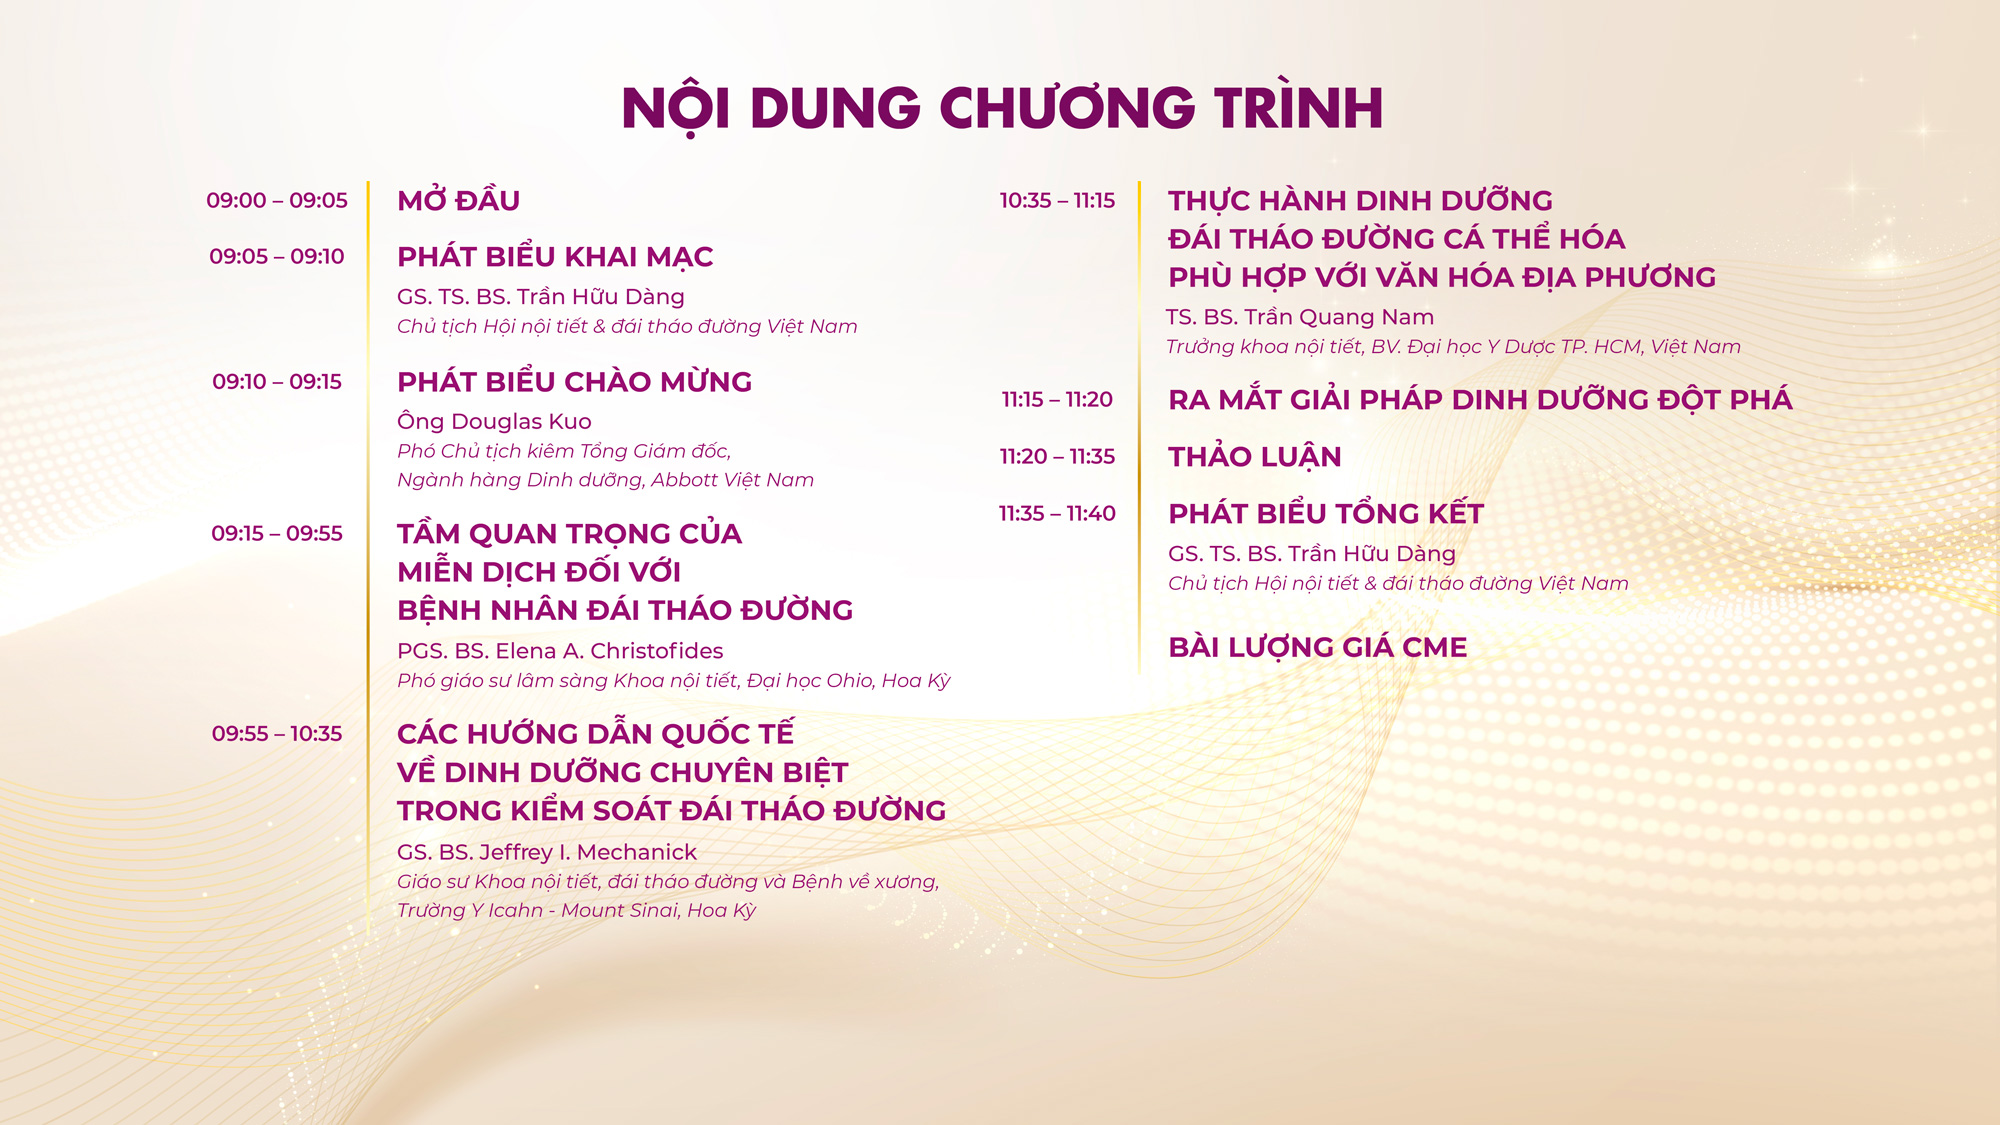 NỘI DUNG CHƯƠNG TRÌNH
09:00 – 09:05
MỞ ĐẦU
09:05 – 09:10
PHÁT BIỂU KHAI MẠC
GS. TS. BS. Trần Hữu Dàng
Chủ tịch Hội nội tiết & đái tháo đường Việt Nam
09:10 – 09:15
PHÁT BIỂU CHÀO MỪNG
Ông Douglas Kuo
Phó Chủ tịch kiêm Tổng Giám đốc,
Ngành hàng Dinh dưỡng, Abbott Việt Nam
09:15 – 09:55
TẦM QUAN TRỌNG CỦA
MIỄN DỊCH ĐỐI VỚI
BỆNH NHÂN ĐÁI THÁO ĐƯỜNG
PGS. BS. Elena A. Christofides
Phó giáo sư lâm sàng Khoa nội tiết, Đại học Ohio, Hoa Kỳ
09:55 – 10:35
CÁC HƯỚNG DẪN QUỐC TẾ
VỀ DINH DƯỠNG CHUYÊN BIỆT
TRONG KIỂM SOÁT ĐÁI THÁO ĐƯỜNG
GS. BS. Jeffrey I. Mechanick
Giáo sư Khoa nội tiết, đái tháo đường và Bệnh về xương,
Trường Y Icahn - Mount Sinai, Hoa Kỳ
10:35 – 11:15
THỰC HÀNH DINH DƯỠNG
ĐÁI THÁO ĐƯỜNG CÁ THỂ HÓA
PHÙ HỢP VỚI VĂN HÓA ĐỊA PHƯƠNG
TS. BS. Trần Quang Nam
Trưởng khoa nội tiết, BV. Đại học Y Dược TP. HCM, Việt Nam
11:15 – 11:20
RA MẮT GIẢI PHÁP DINH DƯỠNG ĐỘT PHÁ
11:20 – 11:35
THẢO LUẬN
11:35 – 11:40
PHÁT BIỂU TỔNG KẾT
GS. TS. BS. Trần Hữu Dàng
Chủ tịch Hội nội tiết & đái tháo đường Việt Nam
BÀI LƯỢNG GIÁ CME